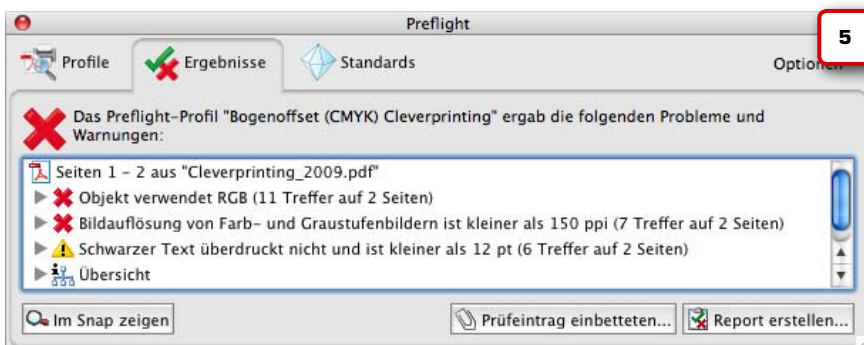 Preflight
5
Profile
Ergebnisse
Standards
Das Preflight-Profil "Bogenoffset (CMYK) Cleverprinting" ergab die folgenden Probleme und
Warnungen:
Seiten 1 – 2 aus "Cleverprinting_2009.pdf"
Objekt verwendet RGB (11 Treffer auf 2 Seiten)
Bildauflösung von Farb- und Graustufenbildern ist kleiner als 150 ppi (7 Treffer auf 2 Seiten)
Schwarzer Text überdruckt nicht und ist kleiner als 12 pt (6 Treffer auf 2 Seiten)
Übersicht
Im Snap zeigen
Prüfeintrag einbetteten...
Report erstellen...